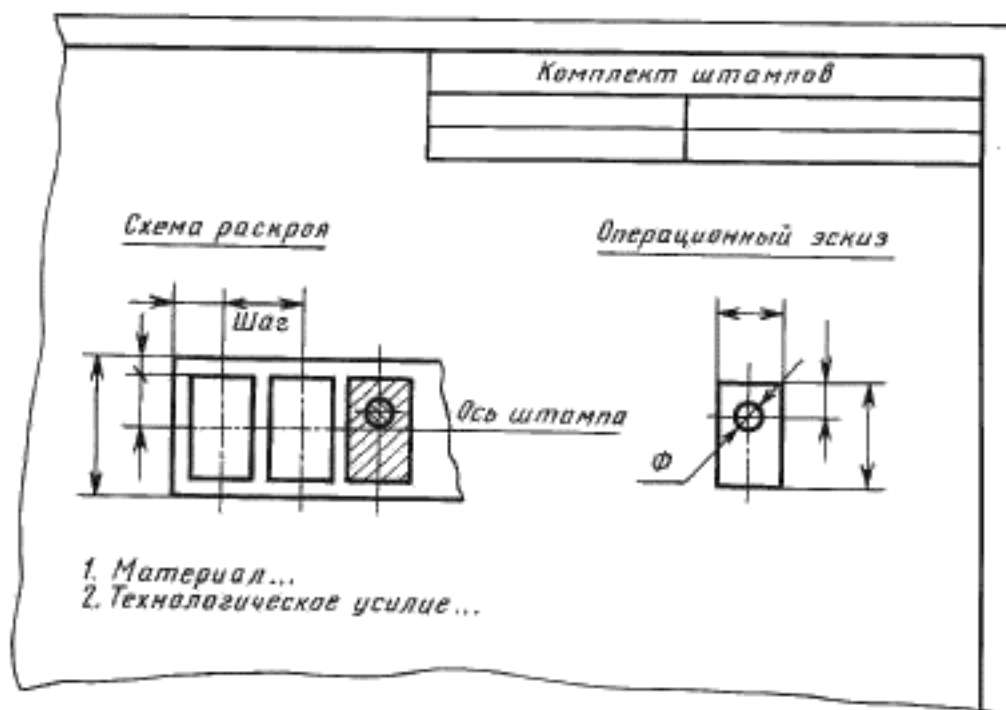 Комплект штампов
Схема раскроя
Операционный эскиз
Шаг
Ось штампа
Ф
1. Материал...
2. Технологическое усилие...